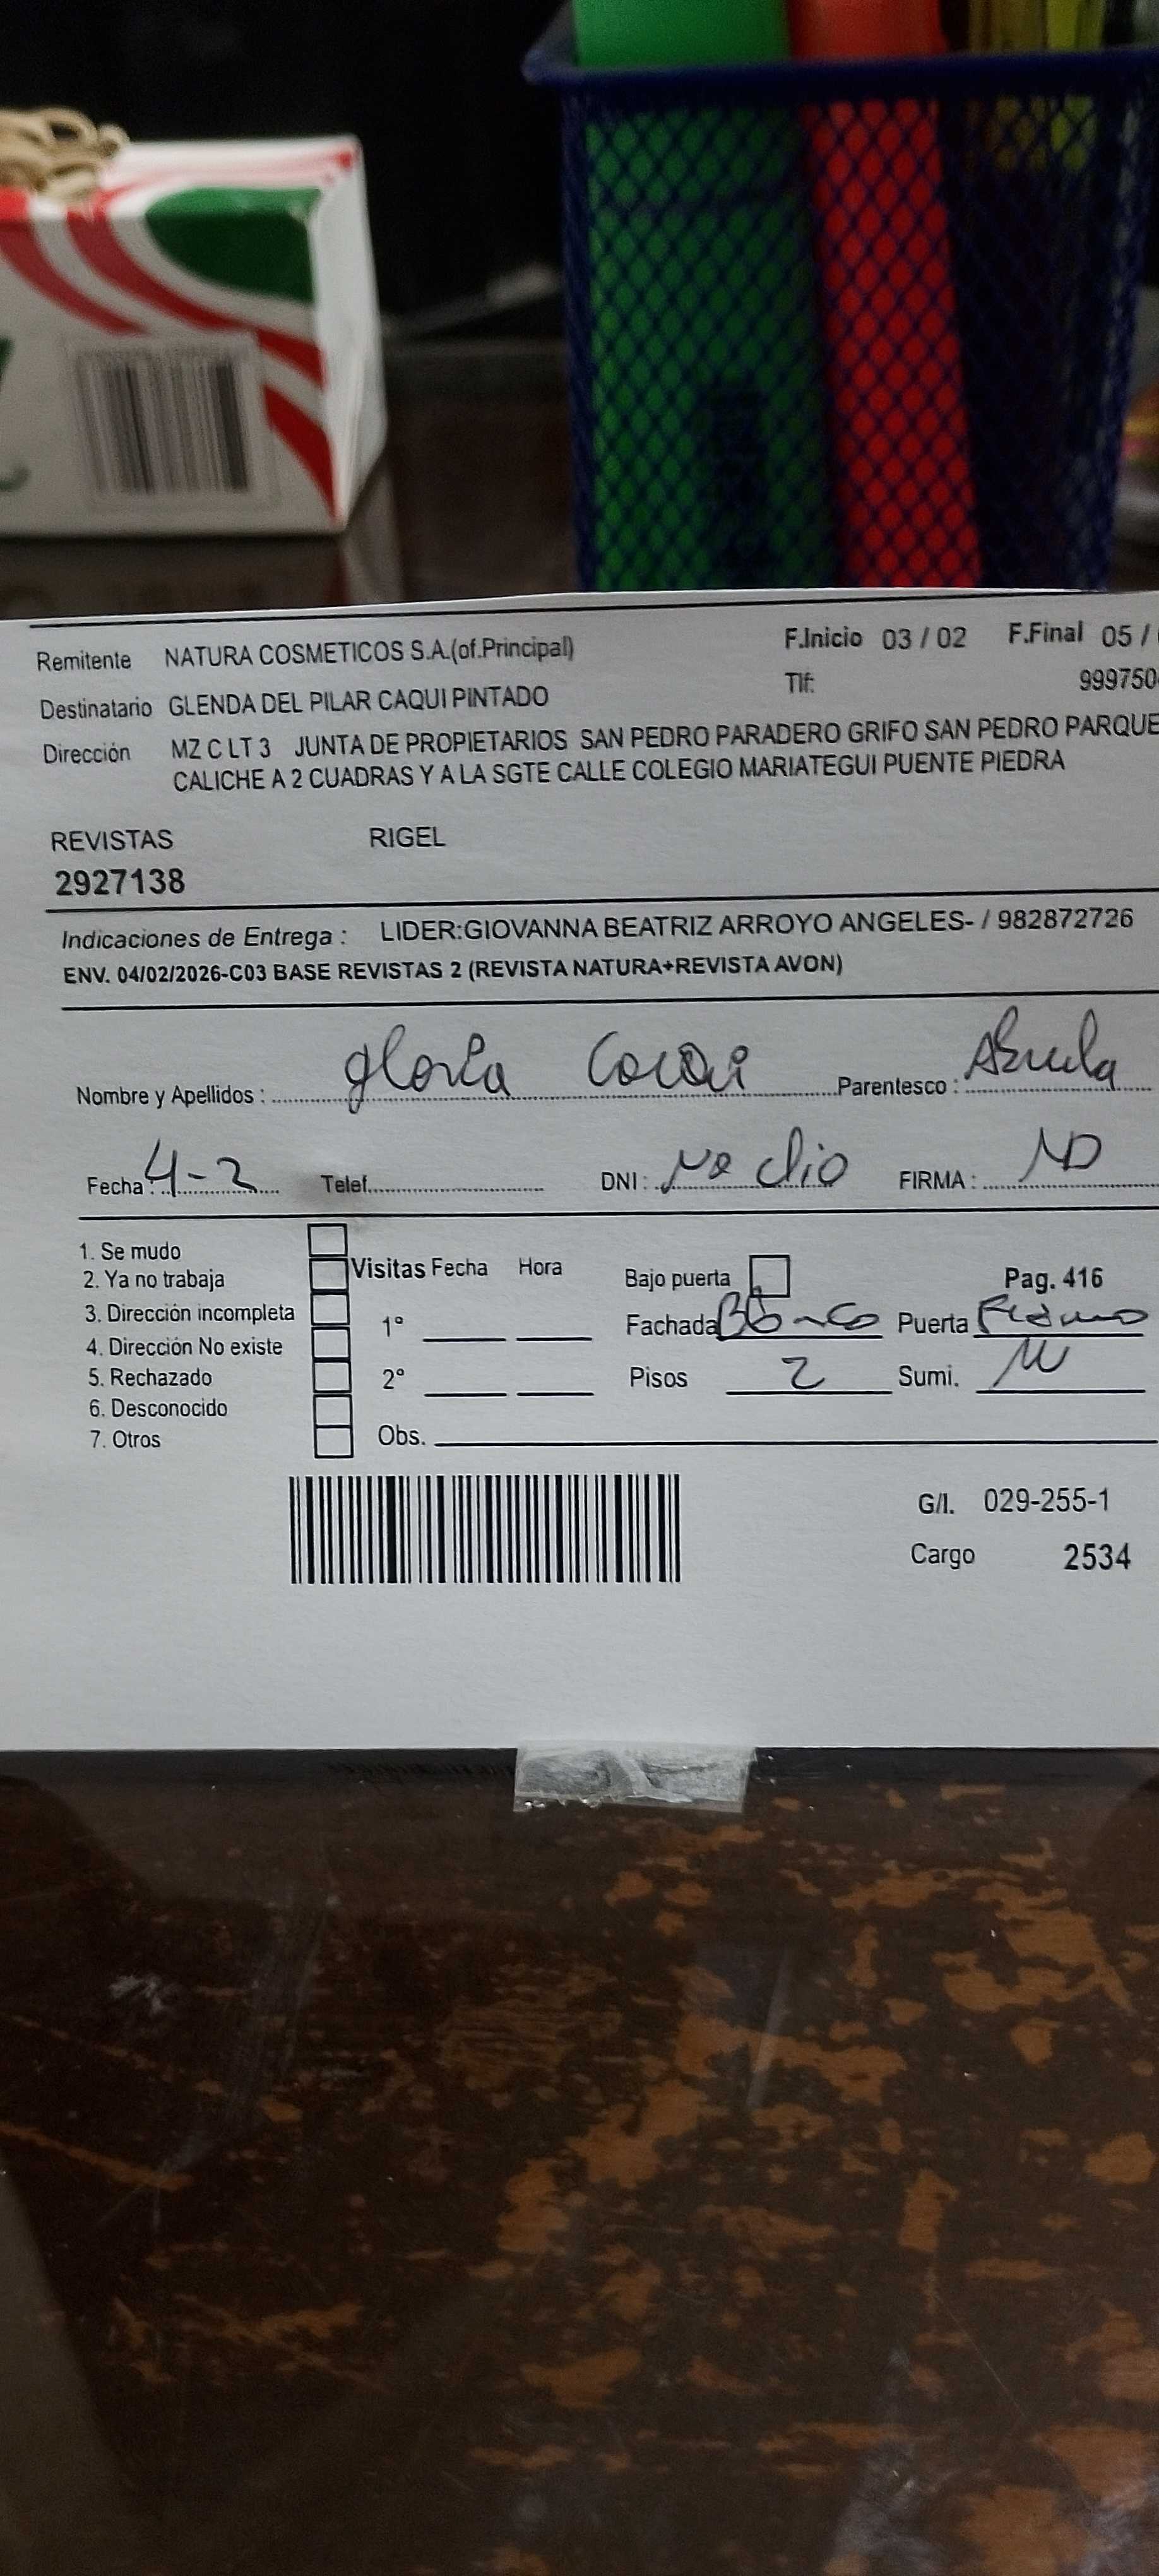 Remitente NATURA COSMETICOS S.A.(of.Principal) F.Inicio 03 / 02 F.Final 05 /
Destinatario GLENDA DEL PILAR CAQUI PINTADO Tlf: 999750
Dirección MZ C LT 3 JUNTA DE PROPIETARIOS SAN PEDRO PARADERO GRIFO SAN PEDRO PARQUE
CALICHE A 2 CUADRAS Y A LA SGTE CALLE COLEGIO MARIATEGUI PUENTE PIEDRA
REVISTAS RIGEL
2927138
Indicaciones de Entrega : LIDER:GIOVANNA BEATRIZ ARROYO ANGELES- / 982872726
ENV. 04/02/2026-C03 BASE REVISTAS 2 (REVISTA NATURA+REVISTA AVON)
Nombre y Apellidos : Gloria Parentesco : Abuela
Fecha : 4-2 Telef. DNI : No dio FIRMA : ND
1. Se mudo
2. Ya no trabaja
3. Dirección incompleta
4. Dirección No existe
5. Rechazado
6. Desconocido
7. Otros
Visitas Fecha Hora
1°
2°
Obs.
Bajo puerta Pag. 416
Fachada Blanco Puerta
Pisos 2 Sumi.
G/I. 029-255-1
Cargo 2534